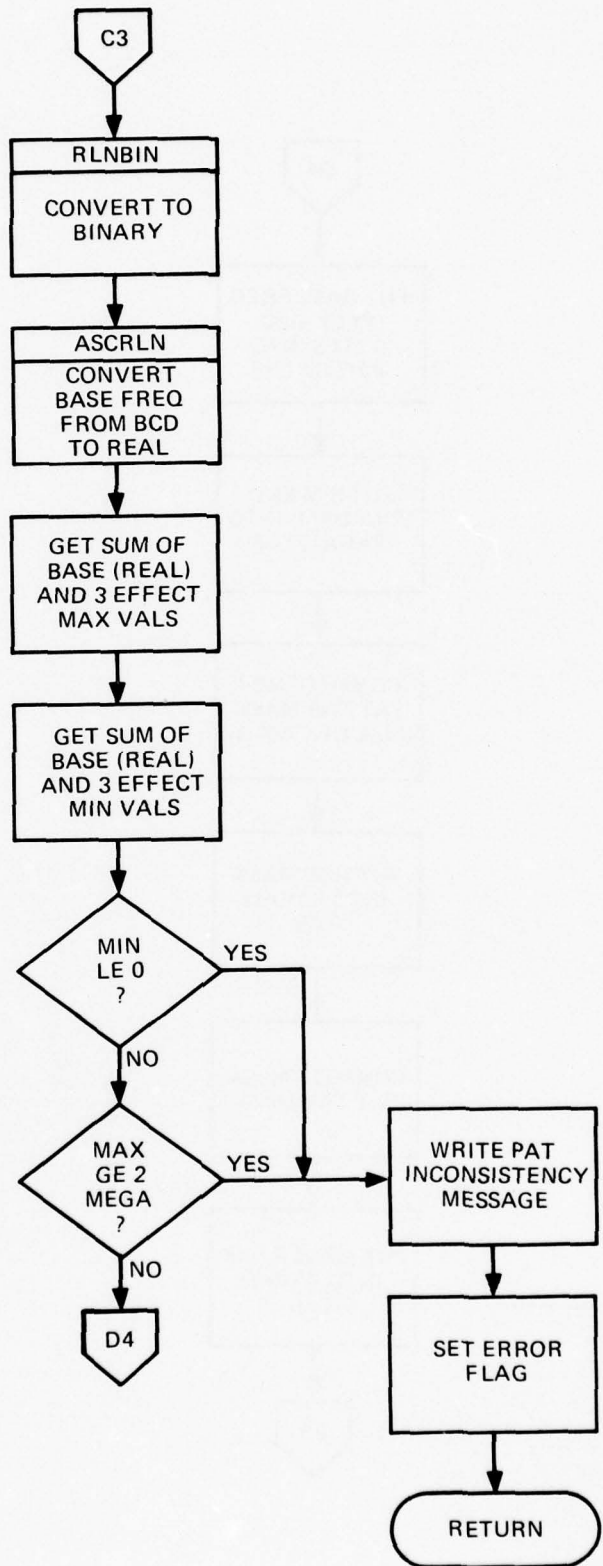 C3
RLNBIN
CONVERT TO
BINARY
ASCRLN
CONVERT
BASE FREQ
FROM BCD
TO REAL
GET SUM OF
BASE (REAL)
AND 3 EFFECT
MAX VALS
GET SUM OF
BASE (REAL)
AND 3 EFFECT
MIN VALS
MIN
LE 0
?
YES
NO
MAX
GE 2
MEGA
?
YES
NO
D4
WRITE PAT
INCONSISTENCY
MESSAGE
SET ERROR
FLAG
RETURN